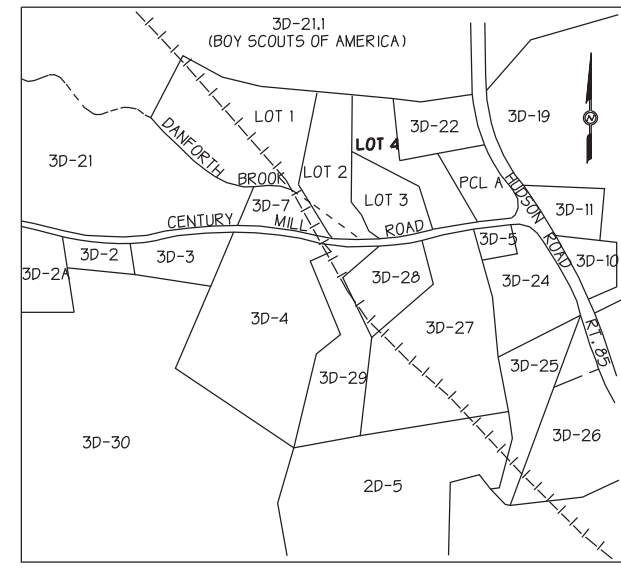 3D-21.1
(BOY SCOUTS OF AMERICA)
LOT 1
3D-19
LOT 4
3D-22
DANFORTH
BROOK
3D-21
LOT 2
PCL A
LOT 3
3D-7
HUDSON ROAD
3D-11
CENTURY MILL ROAD
3D-5
3D-2
3D-3
3D-10
3D-2A
3D-28
3D-24
3D-4
3D-27
RT. 85
3D-25
3D-29
3D-26
3D-30
2D-5
N